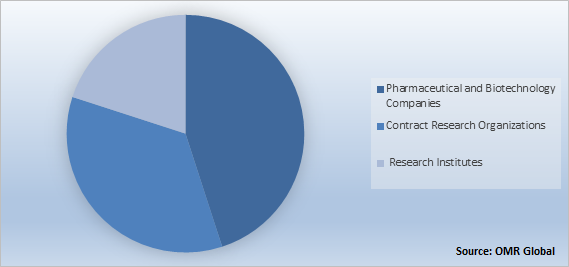 Pharmaceutical and Biotechnology
Companies
Contract Research Organizations
Research Institutes
Source: OMR Global